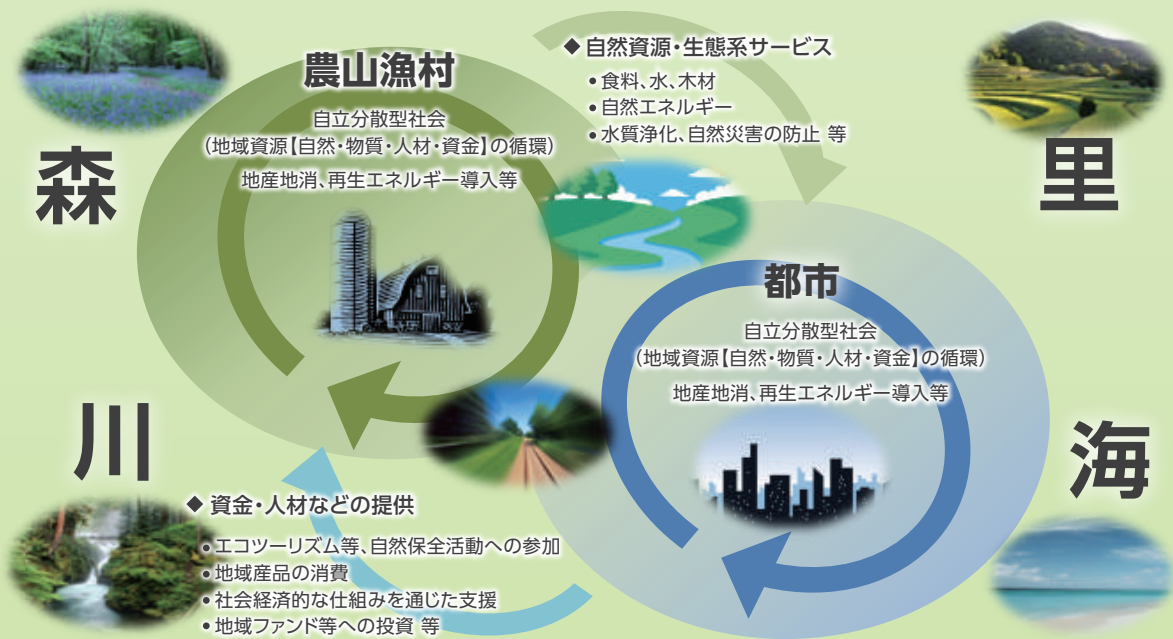 農山漁村
自立分散型社会
（地域資源【自然・物質・人材・資金】の循環）
地産地消、再生エネルギー導入等
◆ 自然資源・生態系サービス
• 食料、水、木材
• 自然エネルギー
• 水質浄化、自然災害の防止 等
森
里
都市
自立分散型社会
（地域資源【自然・物質・人材・資金】の循環）
地産地消、再生エネルギー導入等
川
海
◆ 資金・人材などの提供
• エコツーリズム等、自然保全活動への参加
• 地域産品の消費
• 社会経済的な仕組みを通じた支援
• 地域ファンド等への投資 等